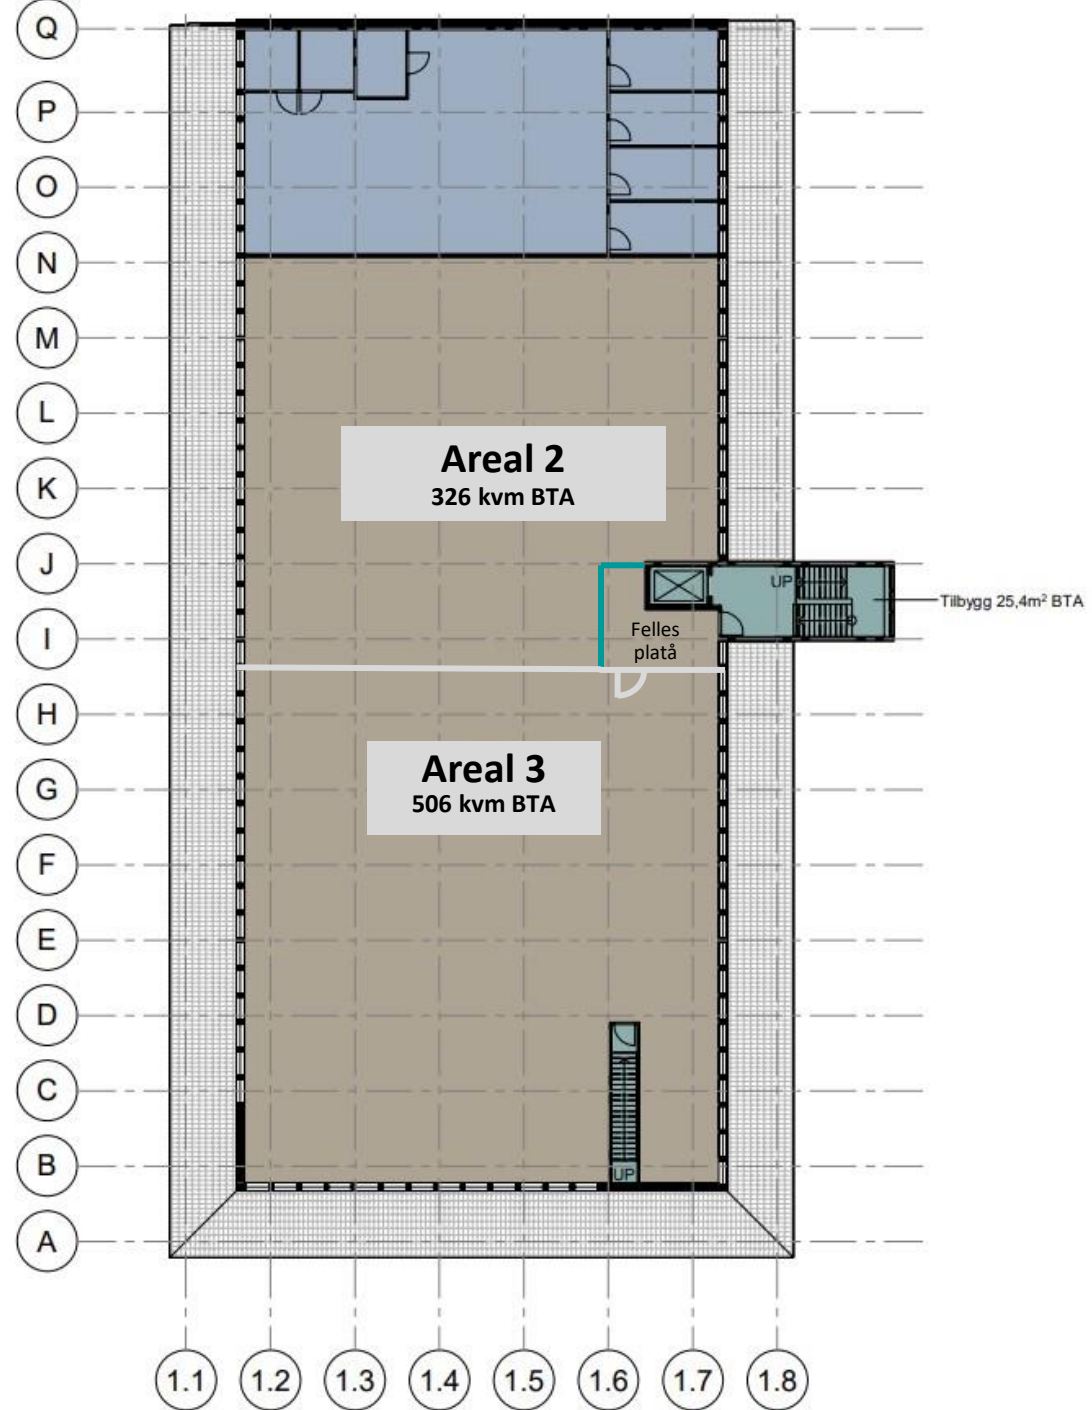 Q
P
O
N
M
L
Areal 2
K
326 kvm BTA
J
UP
Tilbygg 25,4m² BTA
I
Felles
platå
H
Areal 3
G
506 kvm BTA
F
E
D
C
B
UP
A
1.1 1.2 1.3 1.4 1.5 1.6 1.7 1.8